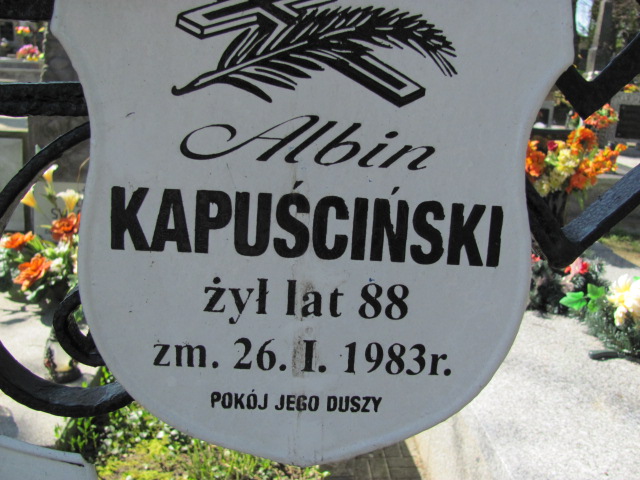 Albin
KAPUŚCIŃSKI
żył lat 88
zm. 26. I. 1983r.
POKÓJ JEGO DUSZY